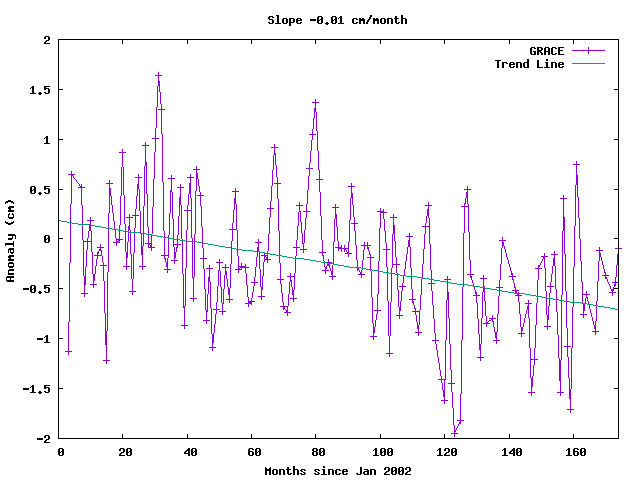 Slope -0.01 cm/month
GRACE
Trend Line
2
1.5
1
0.5
0
-0.5
-1
-1.5
-2
Anomaly (cm)
0 20 40 60 80 100 120 140 160
Months since Jan 2002